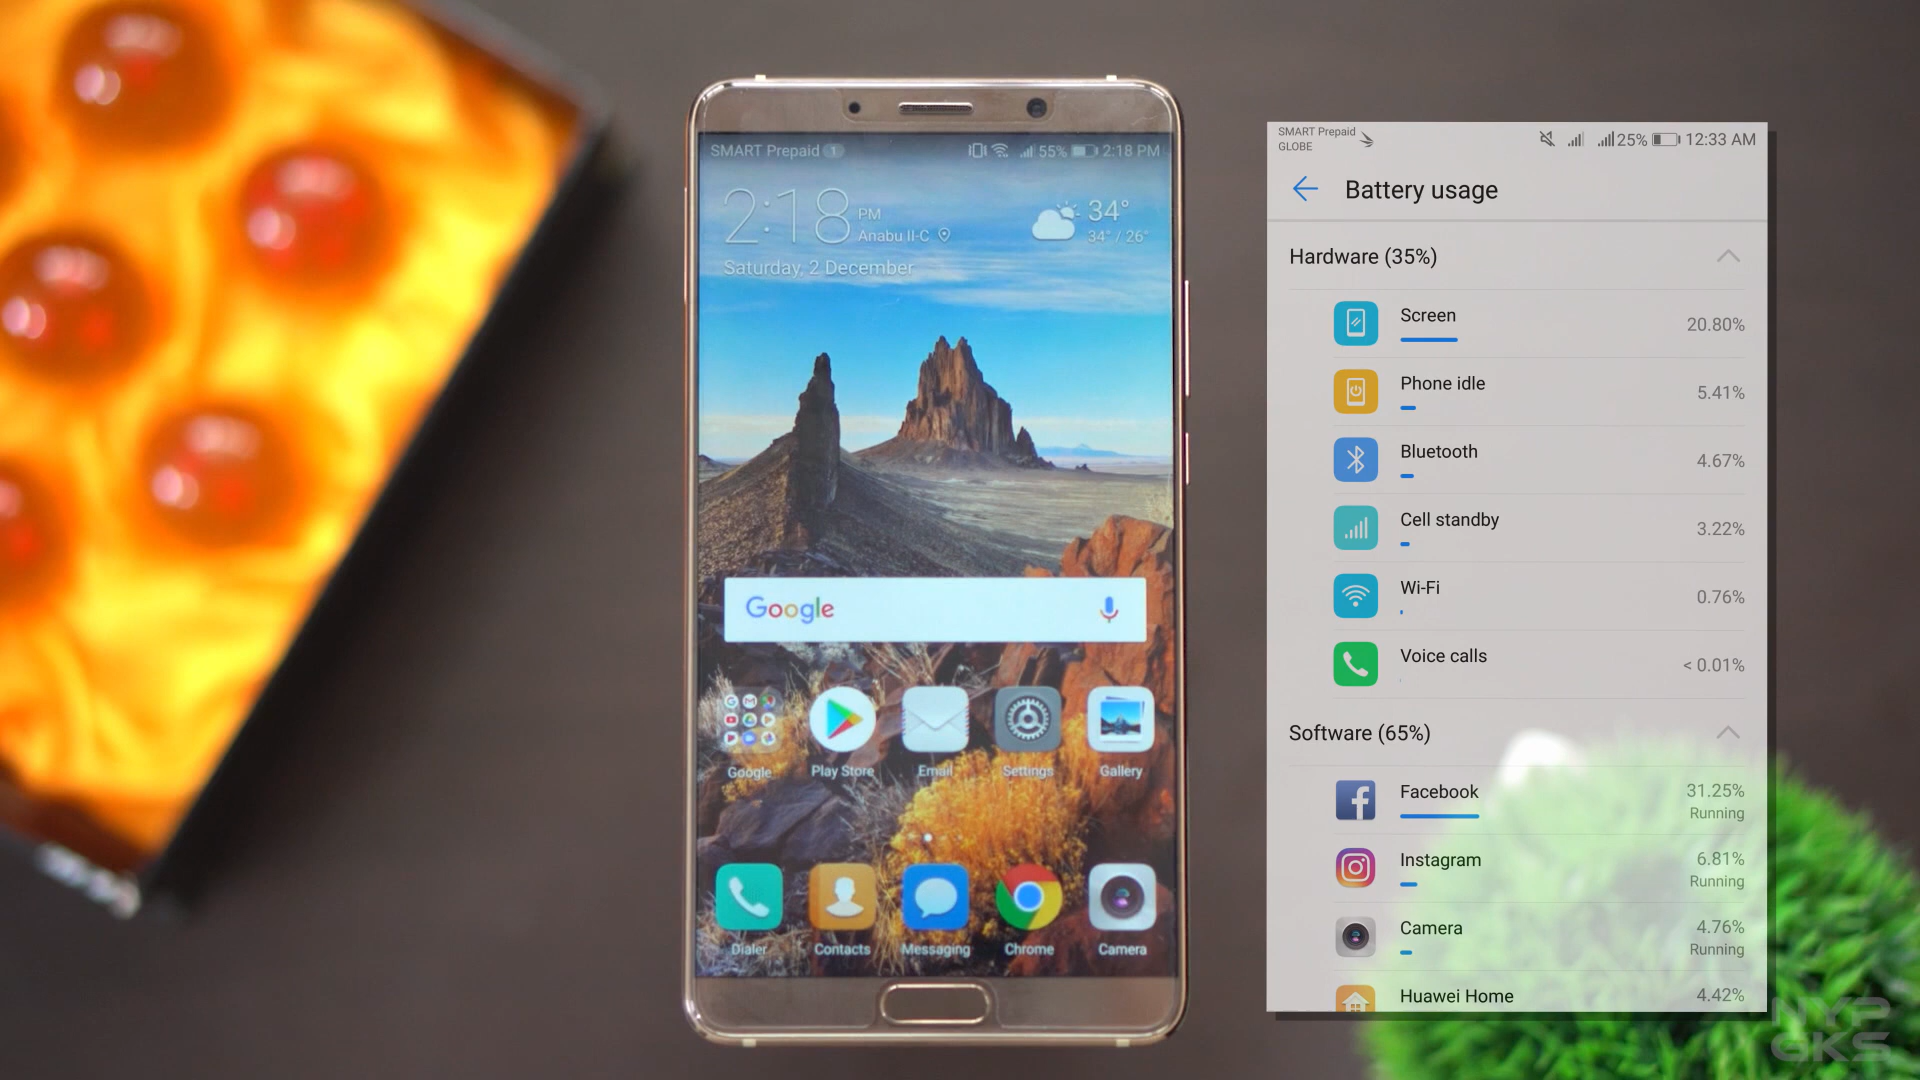 SMART Prepaid 1
55% 2:18 PM
2:18 PM
Anabu II-C
34°
34° / 26°
Saturday, 2 December
Google
Google
Play Store
Email
Settings
Gallery
Dialer
Contacts
Messaging
Chrome
Camera
SMART Prepaid
GLOBE
25% 12:33 AM
Battery usage
Hardware (35%)
Screen
20.80%
Phone idle
5.41%
Bluetooth
4.67%
Cell standby
3.22%
Wi-Fi
0.76%
Voice calls
< 0.01%
Software (65%)
Facebook
31.25%
Running
Instagram
6.81%
Running
Camera
4.76%
Running
Huawei Home
4.42%
NYP
GKS